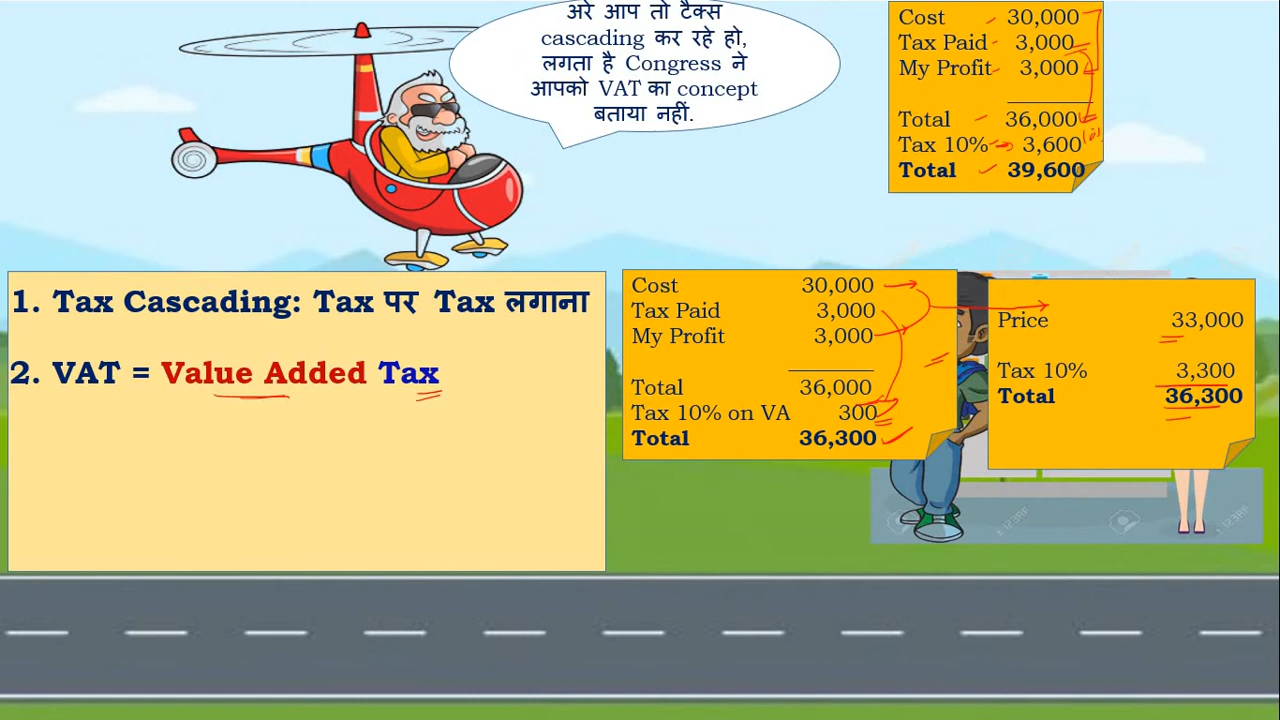 अरे आप तो टैक्स
cascading कर रहे हो,
लगता है Congress ने
आपको VAT का concept
बताया नहीं.
Cost 30,000
Tax Paid 3,000
My Profit 3,000
Total 36,000
Tax 10% 3,600
Total 39,600
1. Tax Cascading: Tax पर Tax लगाना
2. VAT = Value Added Tax
Cost 30,000
Tax Paid 3,000
My Profit 3,000
Total 36,000
Tax 10% on VA 300
Total 36,300
Price 33,000
Tax 10% 3,300
Total 36,300
123RF
123RF
123RF